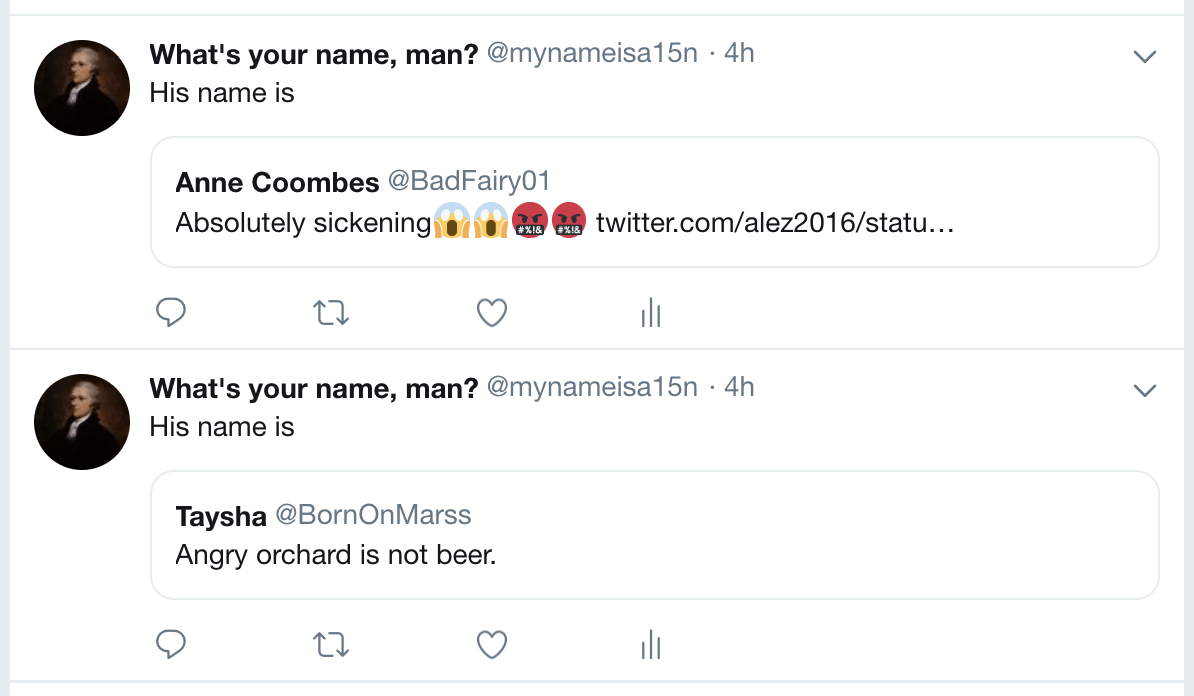 What's your name, man? @mynameisa15n · 4h
His name is
Anne Coombes @BadFairy01
Absolutely sickening😱😱🤬🤬 twitter.com/alez2016/statu…
What's your name, man? @mynameisa15n · 4h
His name is
Taysha @BornOnMarss
Angry orchard is not beer.